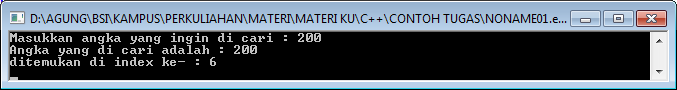 D:\AGUNG\BSI\KAMPUS\PERKULIAHAN\MATERI\MATERI KU\C++\CONTOH TUGAS\NONAME01.e...
Masukkan angka yang ingin di cari : 200
Angka yang di cari adalah : 200
ditemukan di index ke- : 6